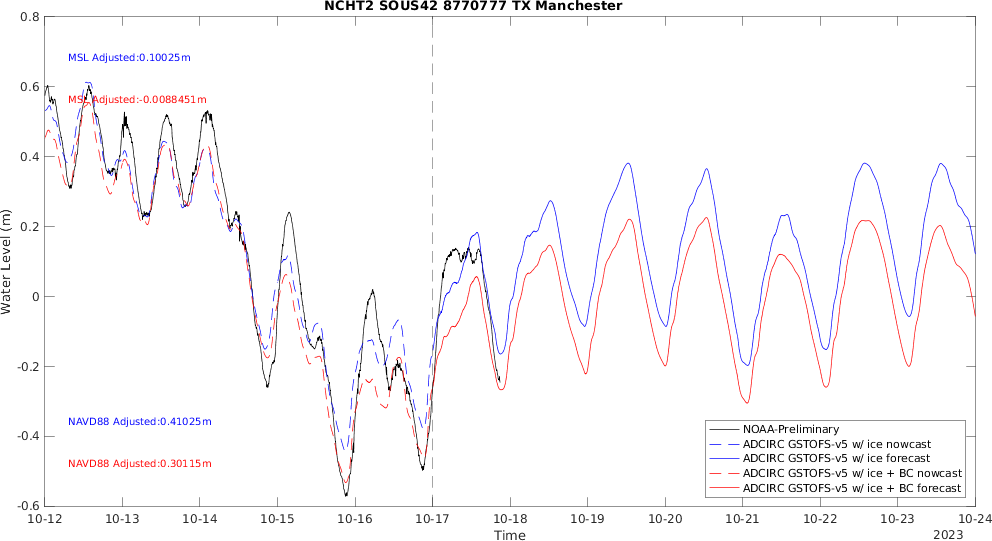 NCHT2 SOUS42 8770777 TX Manchester
0.8
0.6
0.4
0.2
0
-0.2
-0.4
-0.6
Water Level (m)
MSL Adjusted:0.10025m
MSL Adjusted:-0.0088451m
NAVD88 Adjusted:0.41025m
NAVD88 Adjusted:0.30115m
NOAA-Preliminary
ADCIRC GSTOFS-v5 w/ ice nowcast
ADCIRC GSTOFS-v5 w/ ice forecast
ADCIRC GSTOFS-v5 w/ ice + BC nowcast
ADCIRC GSTOFS-v5 w/ ice + BC forecast
10-12 10-13 10-14 10-15 10-16 10-17 10-18 10-19 10-20 10-21 10-22 10-23 10-24
Time
2023